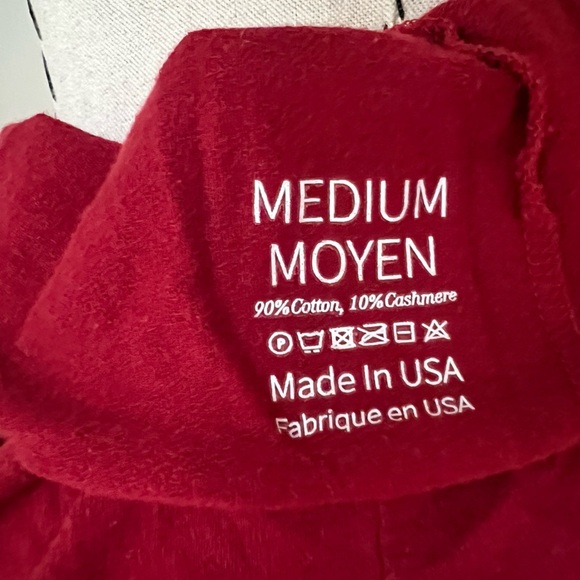 MEDIUM
MOYEN
90% Cotton, 10% Cashmere
P
Made In USA
Fabrique en USA